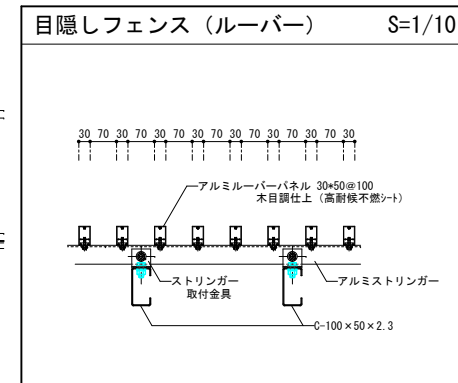 目隠しフェンス（ルーバー） S=1/10
30 70 30 70 30 70 30 70 30 70 30 70 30 70 30
アルミルーバーパネル 30*50@100
木目調仕上（高耐候不燃ｼｰﾄ）
ストリンガー
取付金具
アルミストリンガー
C-100×50×2.3